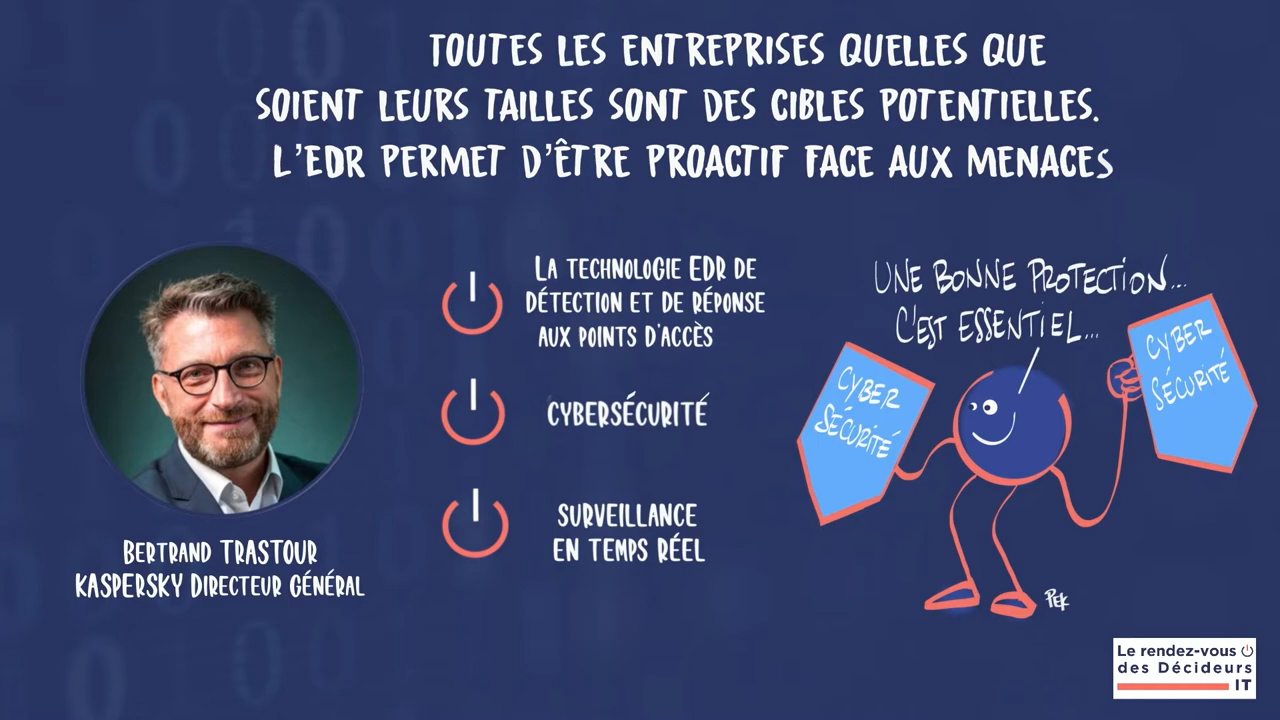 TOUTES LES ENTREPRISES QUELLES QUE
SOIENT LEURS TAILLES SONT DES CIBLES POTENTIELLES.
L'EDR PERMET D'ÊTRE PROACTIF FACE AUX MENACES
LA TECHNOLOGIE EDR DE
DÉTECTION ET DE RÉPONSE
AUX POINTS D'ACCÈS
CYBERSÉCURITÉ
SURVEILLANCE
EN TEMPS RÉEL
BERTRAND TRASTOUR
KASPERSKY DIRECTEUR GÉNÉRAL
UNE BONNE PROTECTION...
C'EST ESSENTIEL...
CYBER
SÉCURITÉ
CYBER
SÉCURITÉ
PEK
Le rendez-vous
des Décideurs
IT